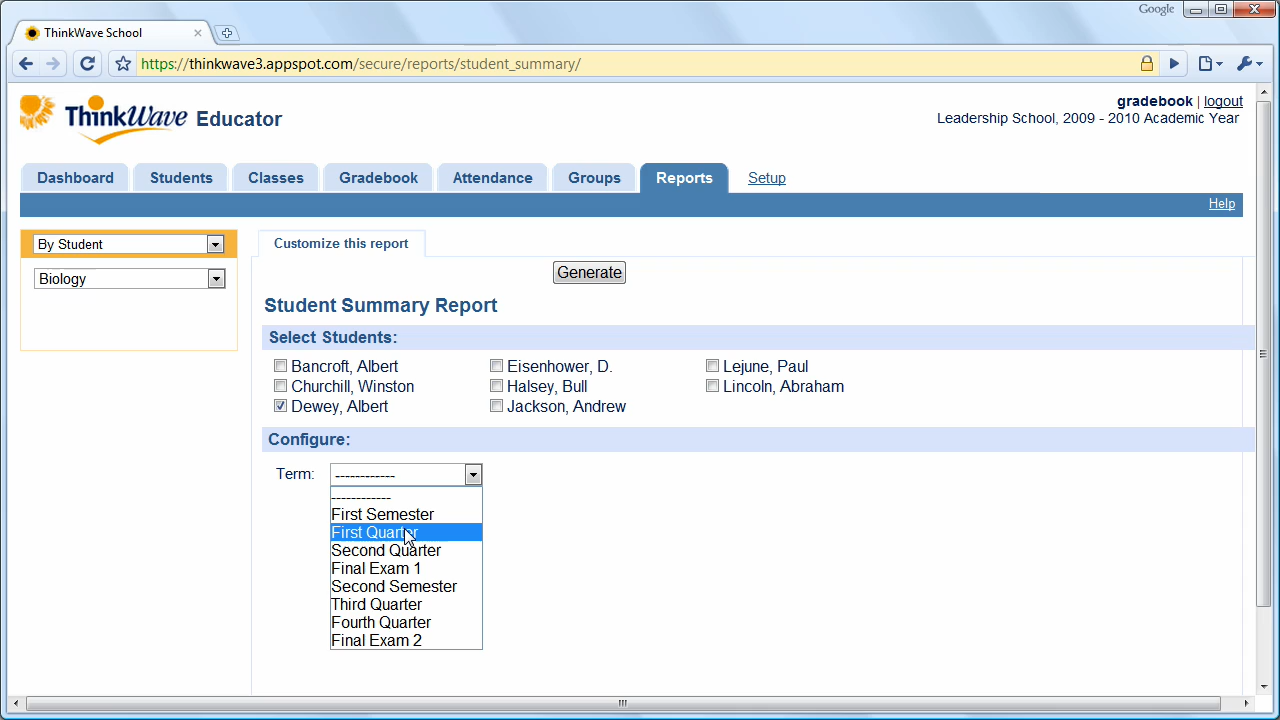 Google
ThinkWave School
https://thinkwave3.appspot.com/secure/reports/student_summary/
ThinkWave Educator
gradebook | logout
Leadership School, 2009 - 2010 Academic Year
Dashboard Students Classes Gradebook Attendance Groups Reports Setup
Help
By Student
Biology
Customize this report
Generate
Student Summary Report
Select Students:
Bancroft, Albert Eisenhower, D. Lejune, Paul
Churchill, Winston Halsey, Bull Lincoln, Abraham
Dewey, Albert Jackson, Andrew
Configure:
Term: ------------
------------
First Semester
First Quarter
Second Quarter
Final Exam 1
Second Semester
Third Quarter
Fourth Quarter
Final Exam 2